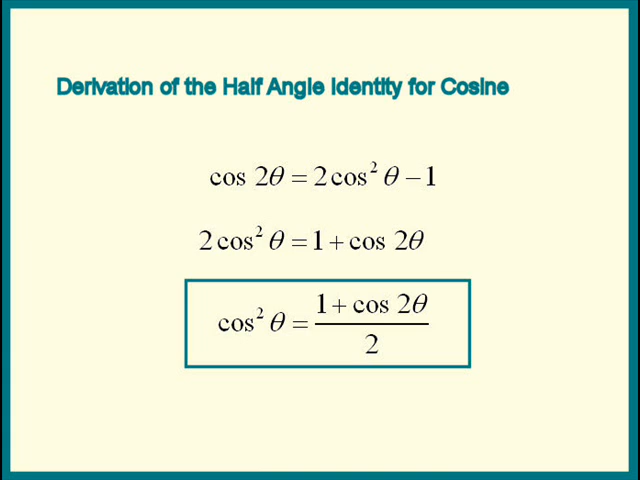 Derivation of the Half Angle Identity for Cosine
cos 2θ = 2cos² θ − 1
2cos² θ = 1 + cos 2θ
cos² θ = (1 + cos 2θ)/2